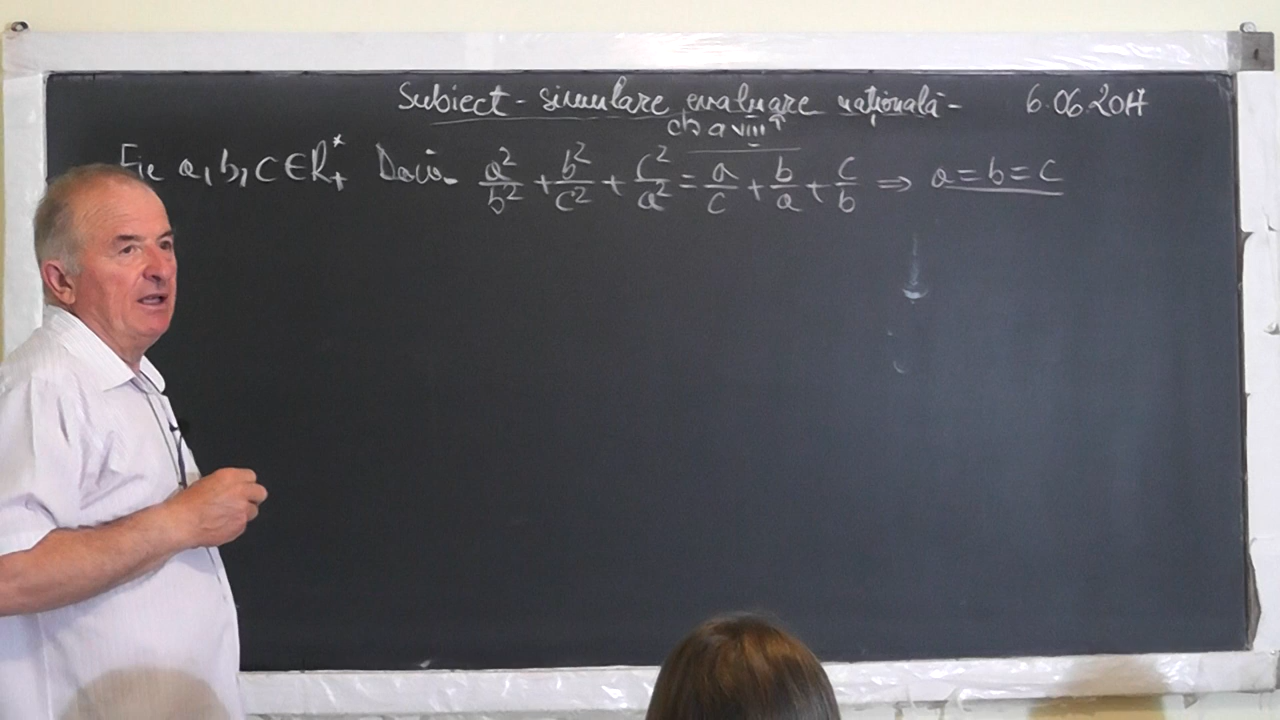 Subiect - simulare evaluare națională - 6.06.2017
cls a VIII a
Fie a, b, c ∈ R*₊ Dacă a²/b² + b²/c² + c²/a² = a/c + b/a + c/b ⇒ a = b = c